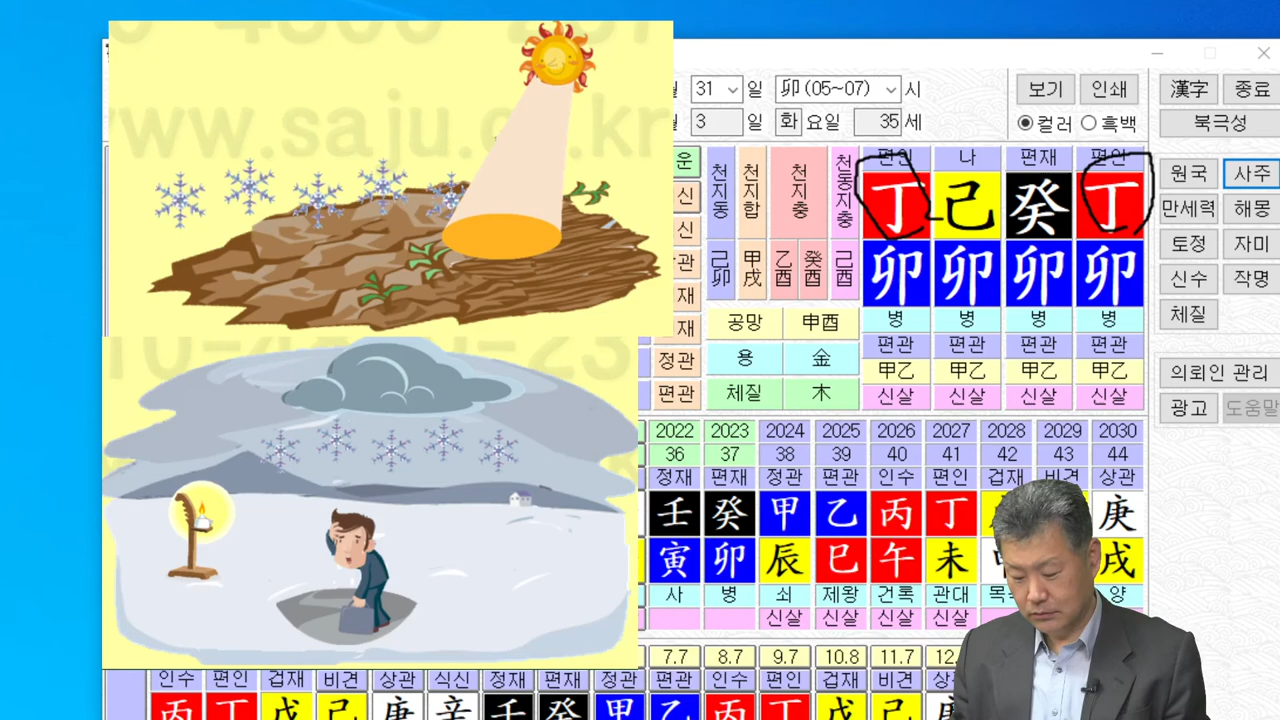 www.saju.co.kr
31 일 卯(05~07) 시
3 일 화 요일 35 세
보기 인쇄
컬러 흑백
漢字 종료
북극성
원국 사주
만세력 해몽
토정 자미
신수 작명
체질
의뢰인 관리
광고 도움말
운
신
신
관
재
재
정관
편관
천지동 천지합 천지충 천동지충
己卯 甲戌 乙酉 癸酉 己酉
공망 申酉
용 金
체질 木
편인 나 편재 편인
丁 己 癸 丁
卯 卯 卯 卯
병 병 병 병
편관 편관 편관 편관
甲乙 甲乙 甲乙 甲乙
신살 신살 신살 신살
2022 2023 2024 2025 2026 2027 2028 2029 2030
36 37 38 39 40 41 42 43 44
정재 편재 정관 편관 인수 편인 겁재 비견 상관
壬 癸 甲 乙 丙 丁 庚
寅 卯 辰 巳 午 未 戌
사 병 쇠 제왕 건록 관대 양
신살 신살 신살 신살
7.7 8.7 9.7 10.8 11.7
인수 편인 겁재 비견 상관 식신 정재 편재 정관 편관 인수 편인 겁재 비견
丙 丁 戊 己 庚 辛 壬 癸 甲 乙 丙 丁 戊 己